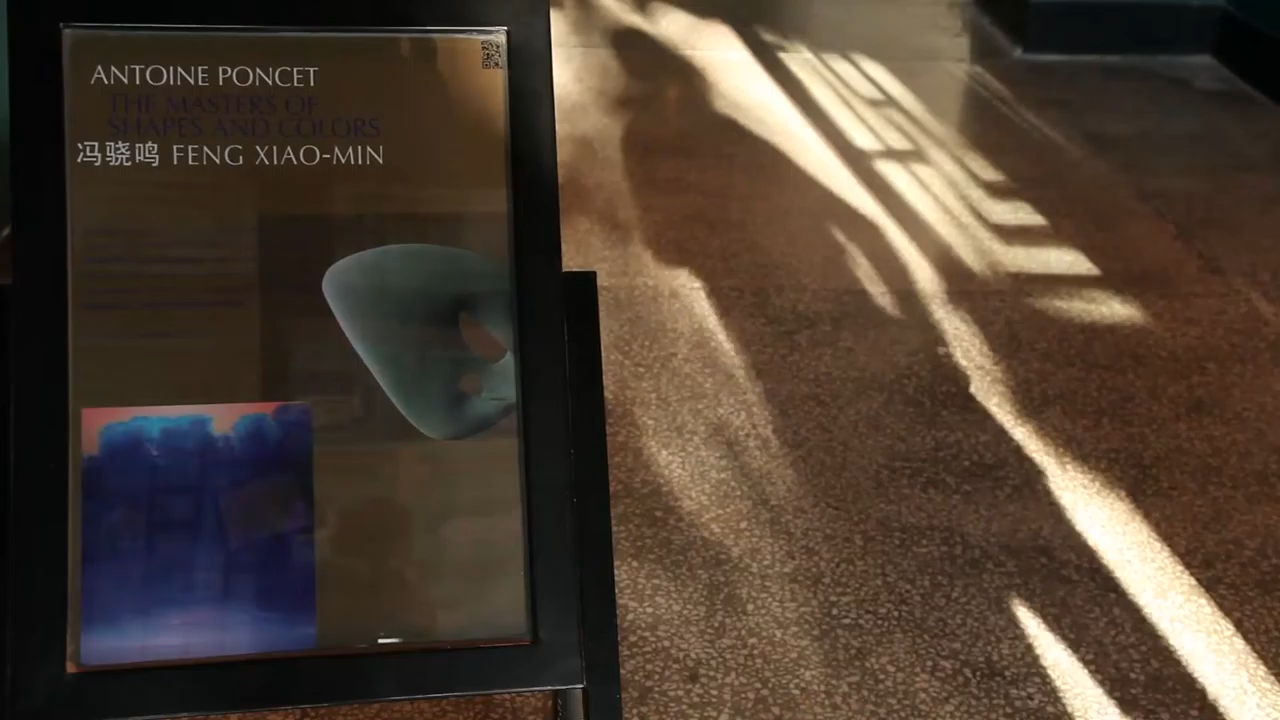 ANTOINE PONCET
THE MASTERS OF
SHAPES AND COLORS
冯骁鸣 FENG XIAO-MIN